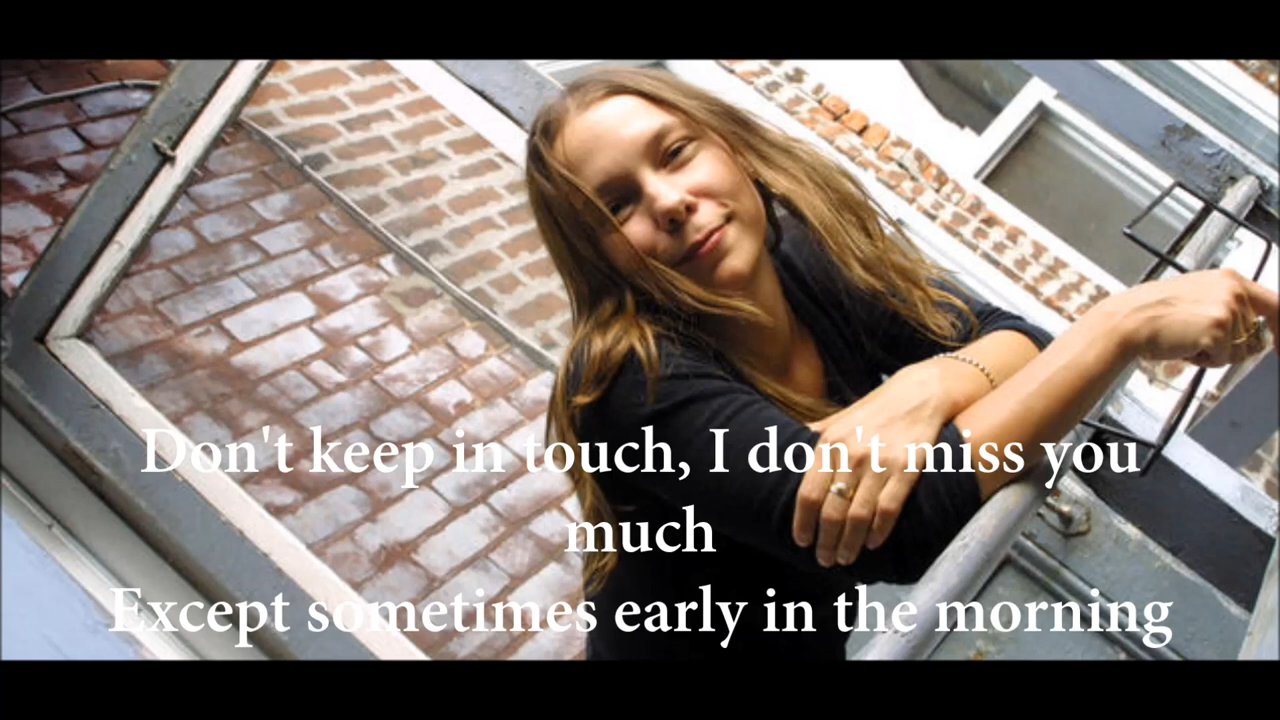 Don't keep in touch, I don't miss you
much
Except sometimes early in the morning